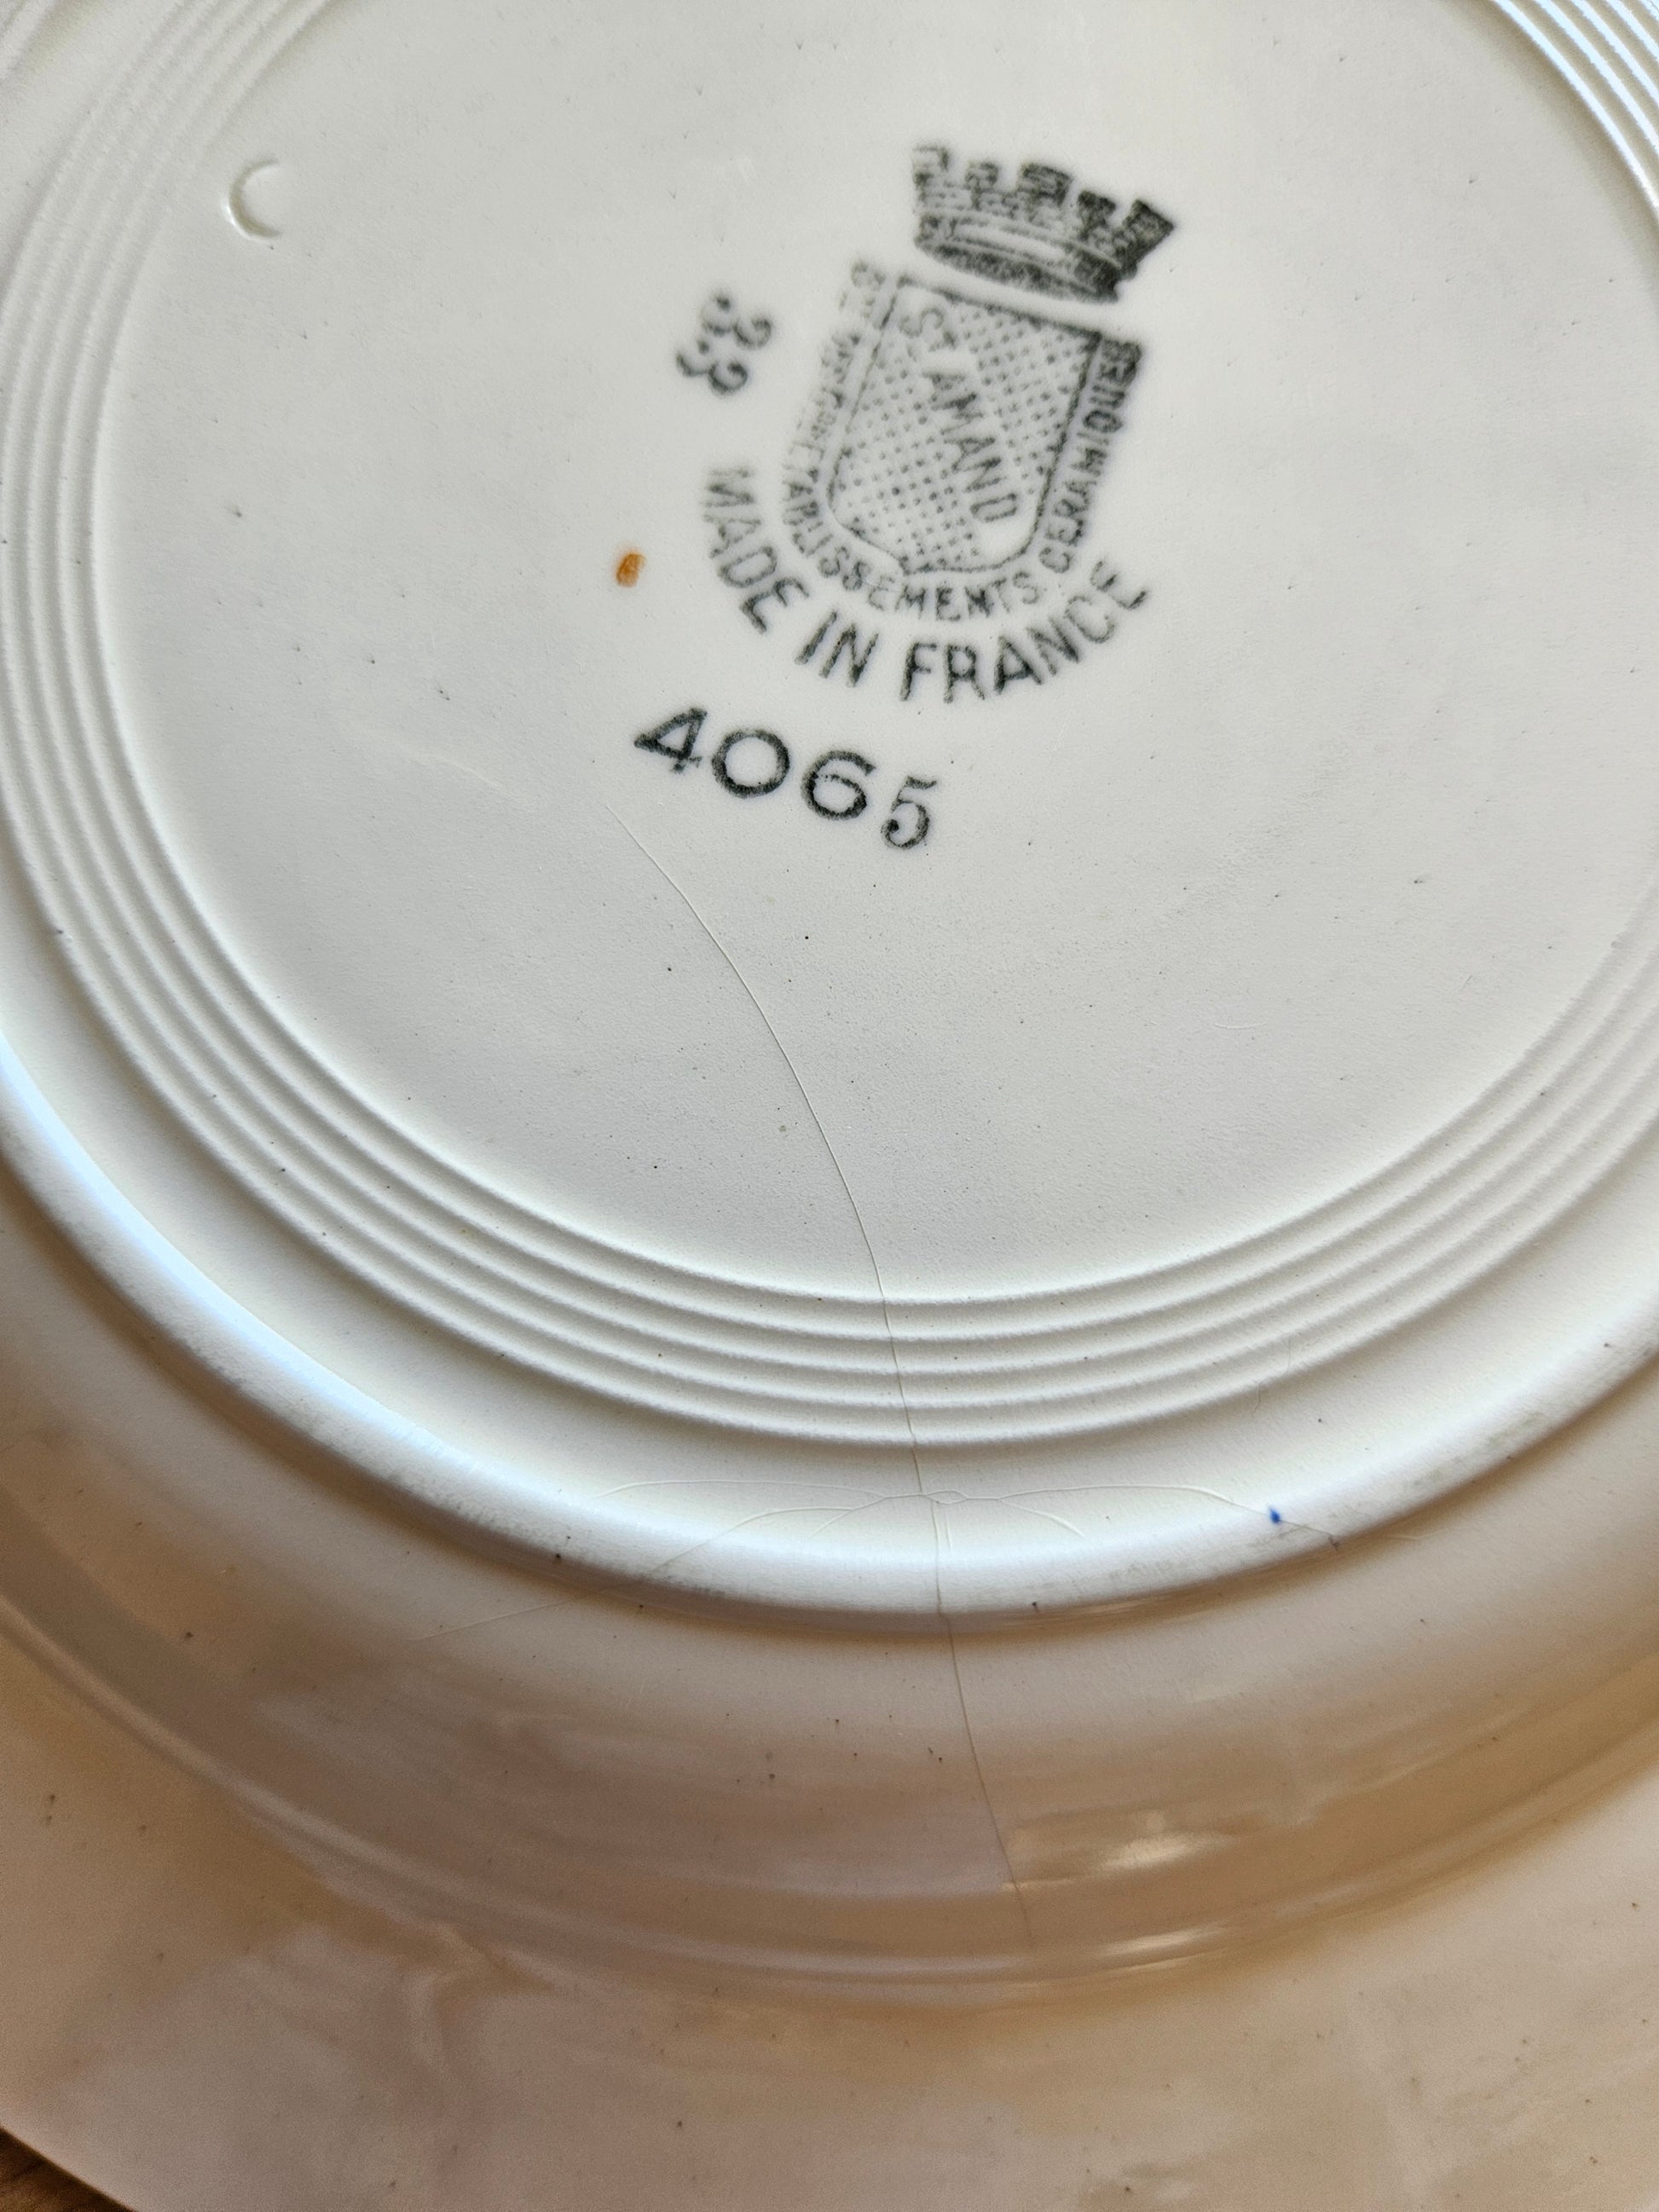 ST AMAND
ETABLISSEMENTS CERAMIQUES
33
MADE IN FRANCE
4065